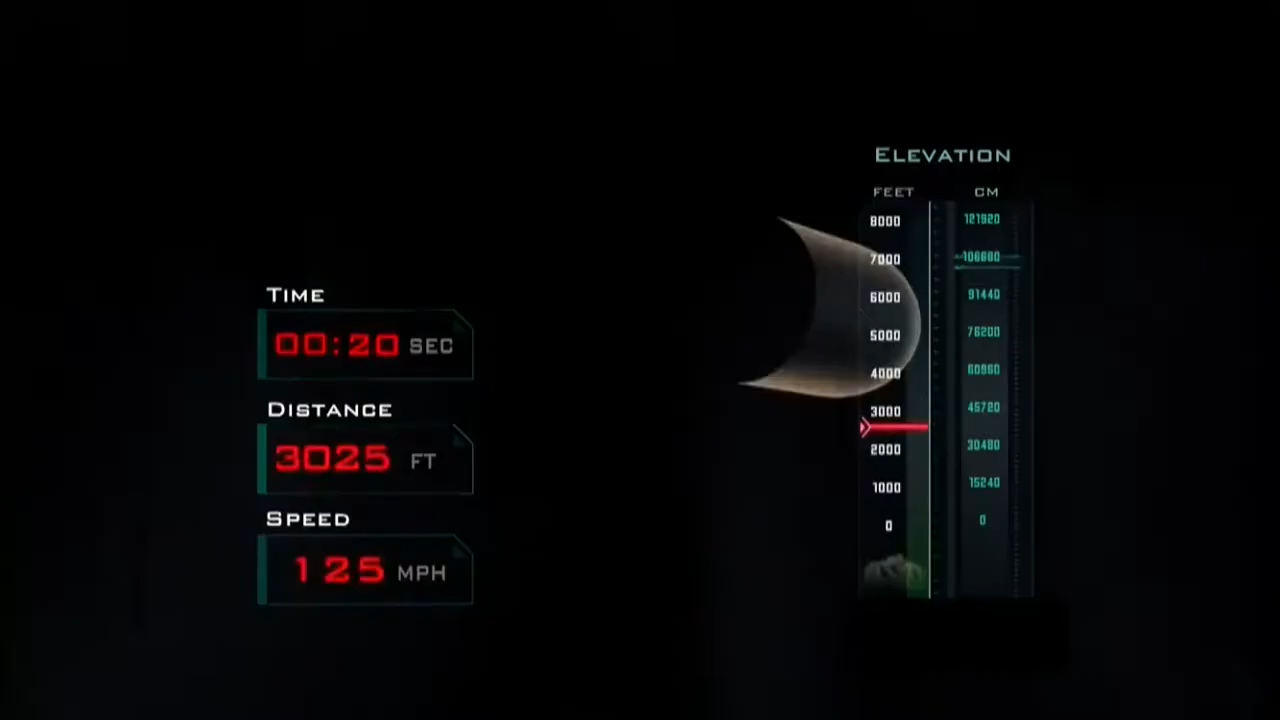 TIME
00:20 SEC
DISTANCE
3025 FT
SPEED
125 MPH
ELEVATION
FEET CM
8000 121920
7000 106680
6000 91440
5000 76200
4000 60960
3000 45720
2000 30480
1000 15240
0 0